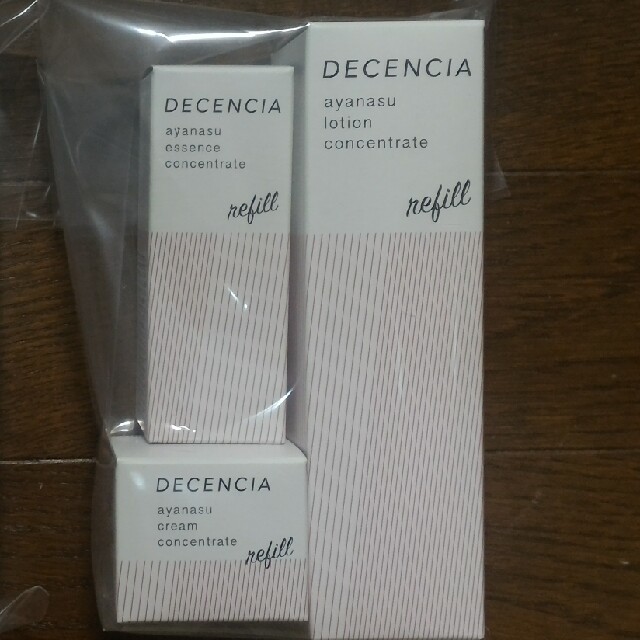 DECENCIA
ayanasu
essence
concentrate
refill
DECENCIA
ayanasu
lotion
concentrate
refill
DECENCIA
ayanasu
cream
concentrate
refill